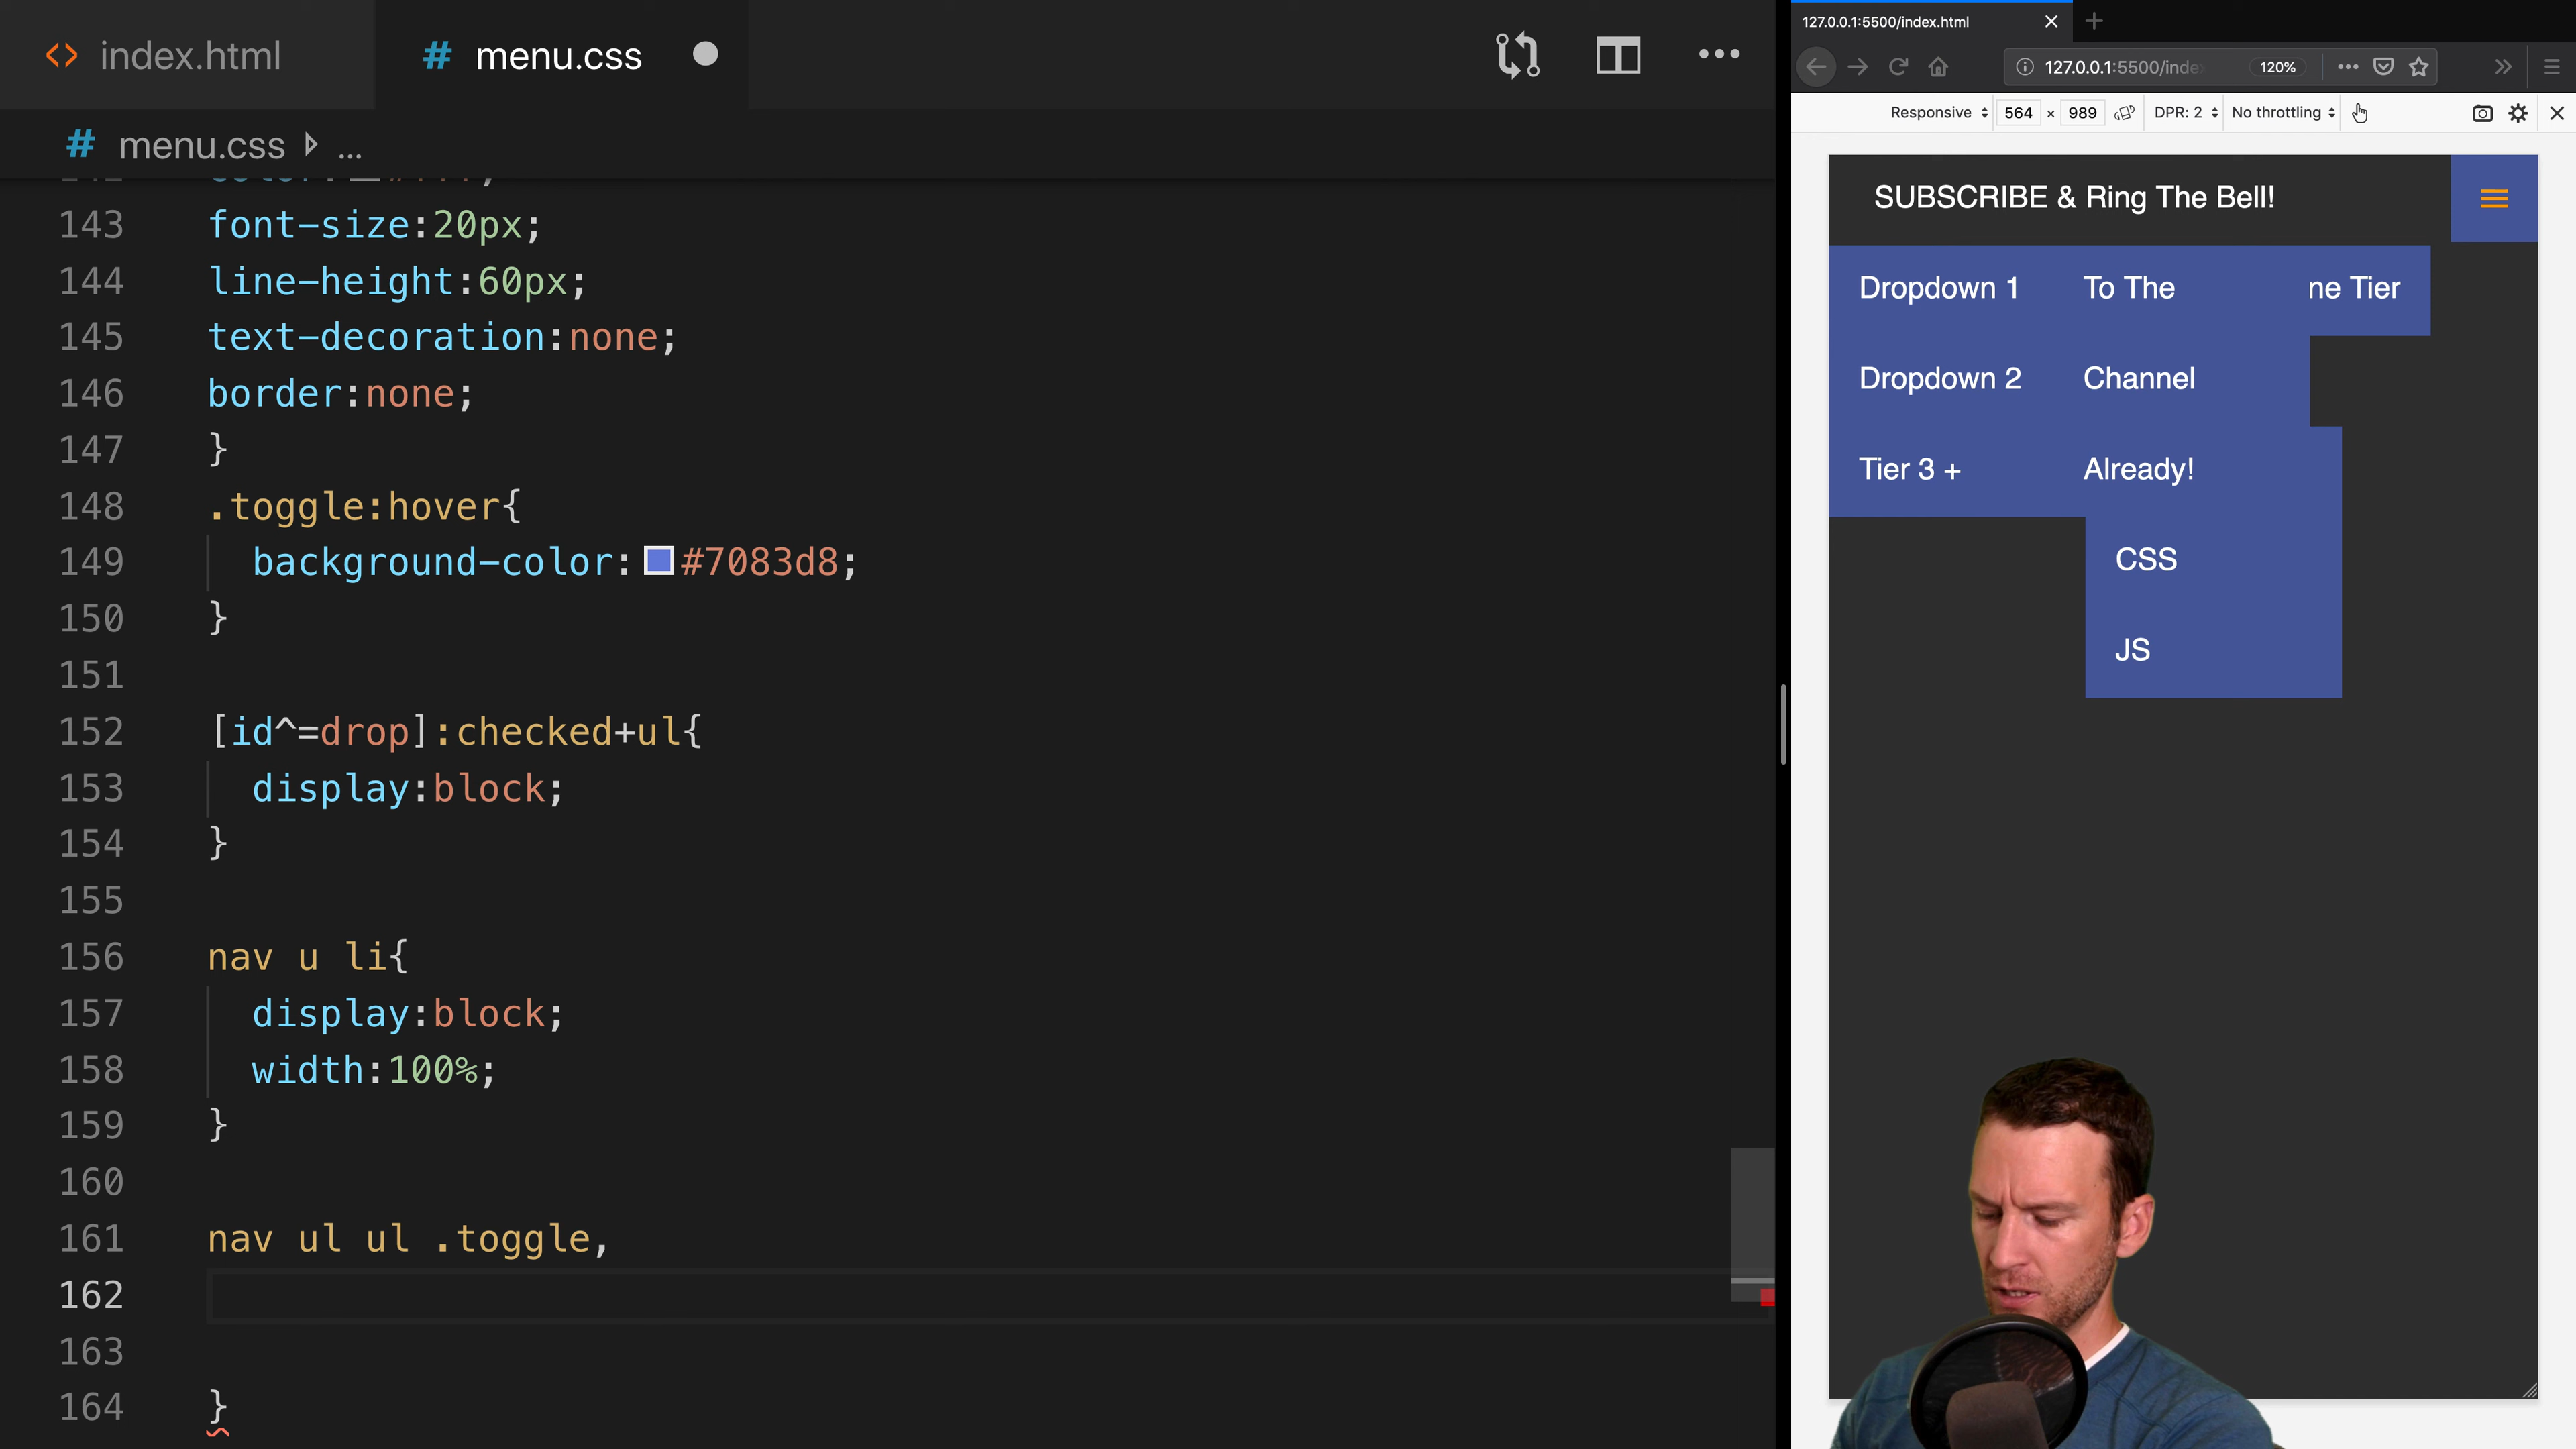 index.html
# menu.css
# menu.css ...
143 font-size:20px;
144 line-height:60px;
145 text-decoration:none;
146 border:none;
147 }
148 .toggle:hover{
149 background-color: #7083d8;
150 }
151
152 [id^=drop]:checked+ul{
153 display:block;
154 }
155
156 nav u li{
157 display:block;
158 width:100%;
159 }
160
161 nav ul ul .toggle,
162
163
164 }
127.0.0.1:5500/index.html
127.0.0.1:5500/inde 120%
Responsive 564 × 989 DPR: 2 No throttling
SUBSCRIBE & Ring The Bell!
Dropdown 1 To The ne Tier
Dropdown 2 Channel
Tier 3 + Already!
CSS
JS